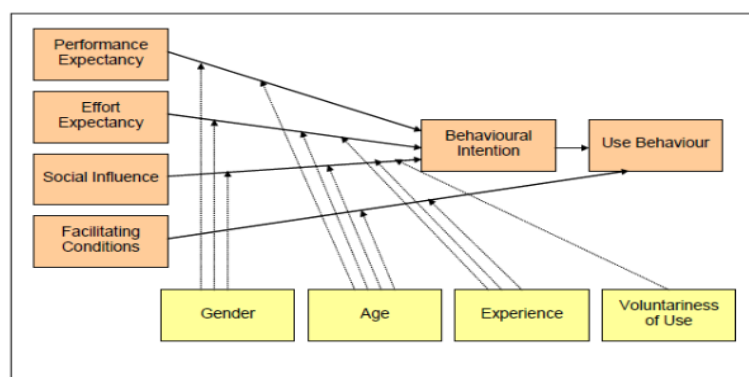 Performance
Expectancy
Effort
Expectancy
Social Influence
Facilitating
Conditions
Behavioural
Intention
Use Behaviour
Gender
Age
Experience
Voluntariness
of Use